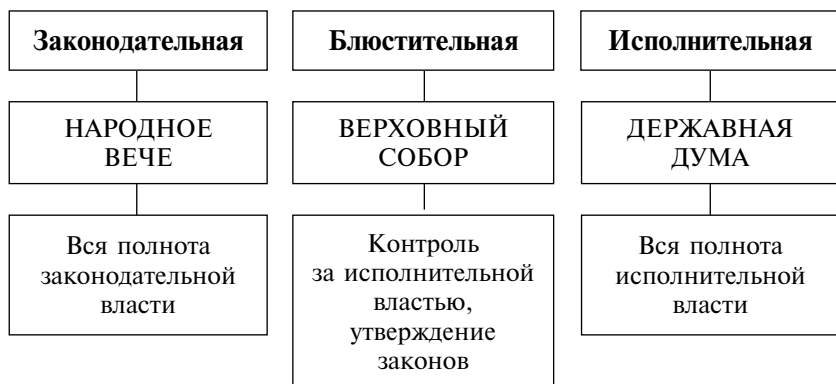 Законодательная
НАРОДНОЕ
ВЕЧЕ
Вся полнота
законодательной
власти
Блюстительная
ВЕРХОВНЫЙ
СОБОР
Контроль
за исполнительной
властью,
утверждение
законов
Исполнительная
ДЕРЖАВНАЯ
ДУМА
Вся полнота
исполнительной
власти